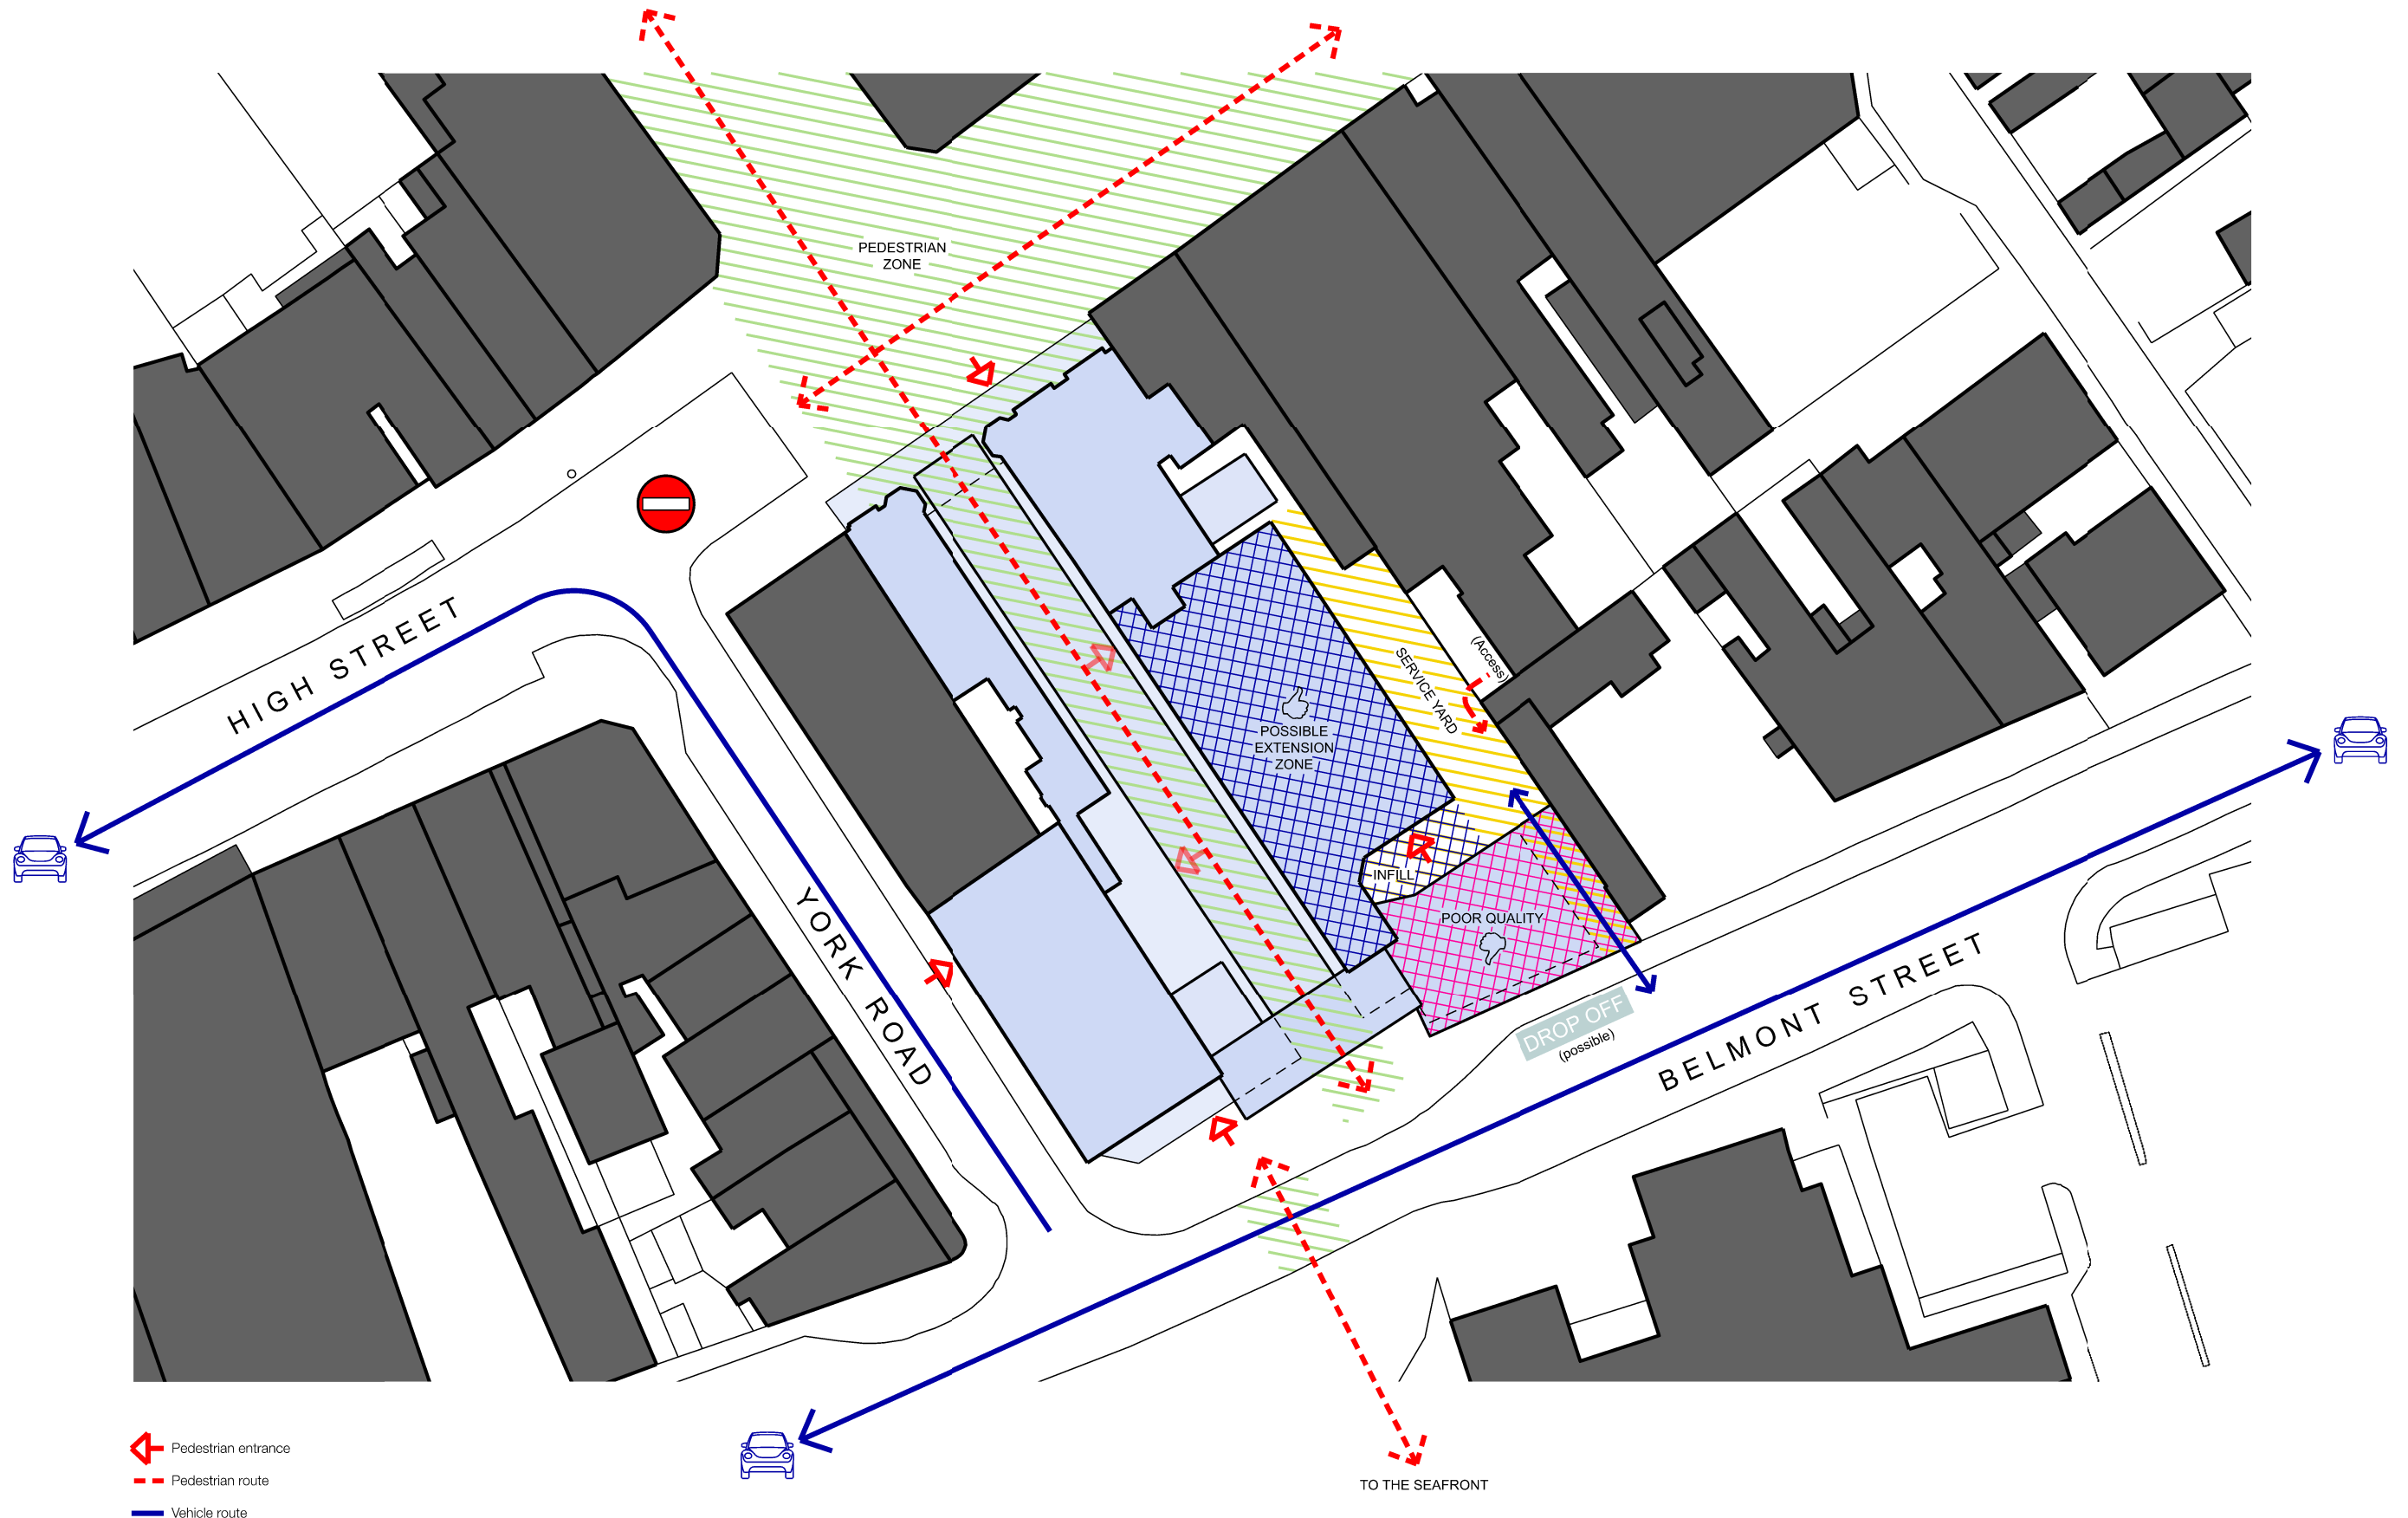 PEDESTRIAN
ZONE
HIGH STREET
(Access)
SERVICE YARD
POSSIBLE
EXTENSION
ZONE
INFILL
POOR QUALITY
YORK ROAD
DROP OFF
(possible)
BELMONT STREET
TO THE SEAFRONT
Pedestrian entrance
Pedestrian route
Vehicle route